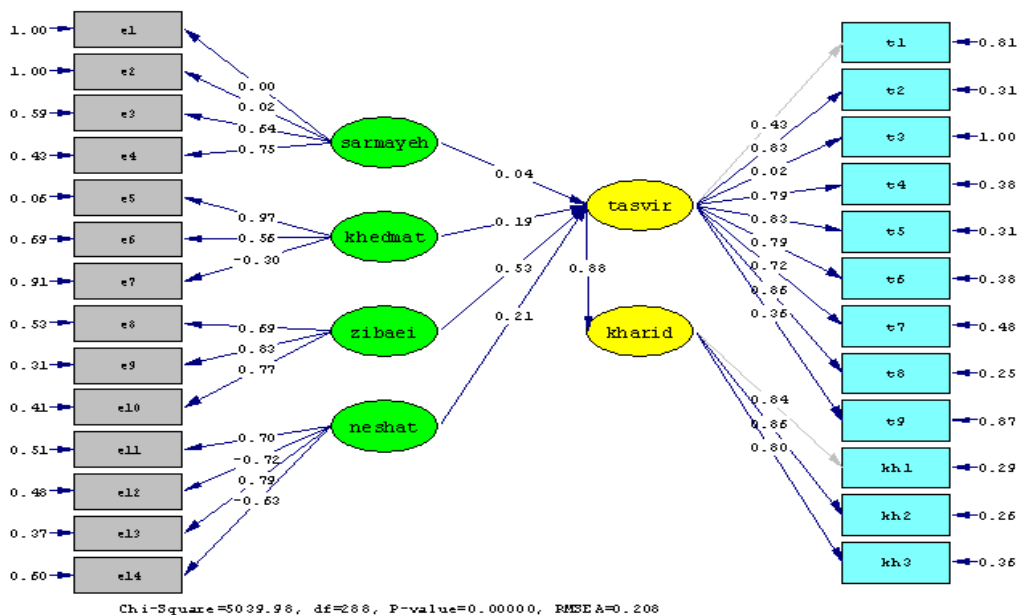 1.00 e1
1.00 e2
0.59 e3
0.43 e4
0.06 e5
0.69 e6
0.91 e7
0.53 e8
0.31 e9
0.41 e10
0.51 e11
0.48 e12
0.37 e13
0.60 e14
0.00
0.02
0.64
0.75
0.97
0.56
-0.30
0.69
0.83
0.77
0.70
-0.72
0.79
-0.63
sarmayeh
khedmat
zibaei
neshat
0.04
0.19
0.53
0.21
tasvir
0.88
kharid
0.43
0.83
0.02
0.79
0.83
0.79
0.72
0.86
0.36
0.84
0.86
0.80
t1 0.81
t2 0.31
t3 1.00
t4 0.38
t5 0.31
t6 0.38
t7 0.48
t8 0.25
t9 0.87
kh1 0.29
kh2 0.26
kh3 0.36
Chi-Square=5039.98, df=288, P-value=0.00000, RMSEA=0.208